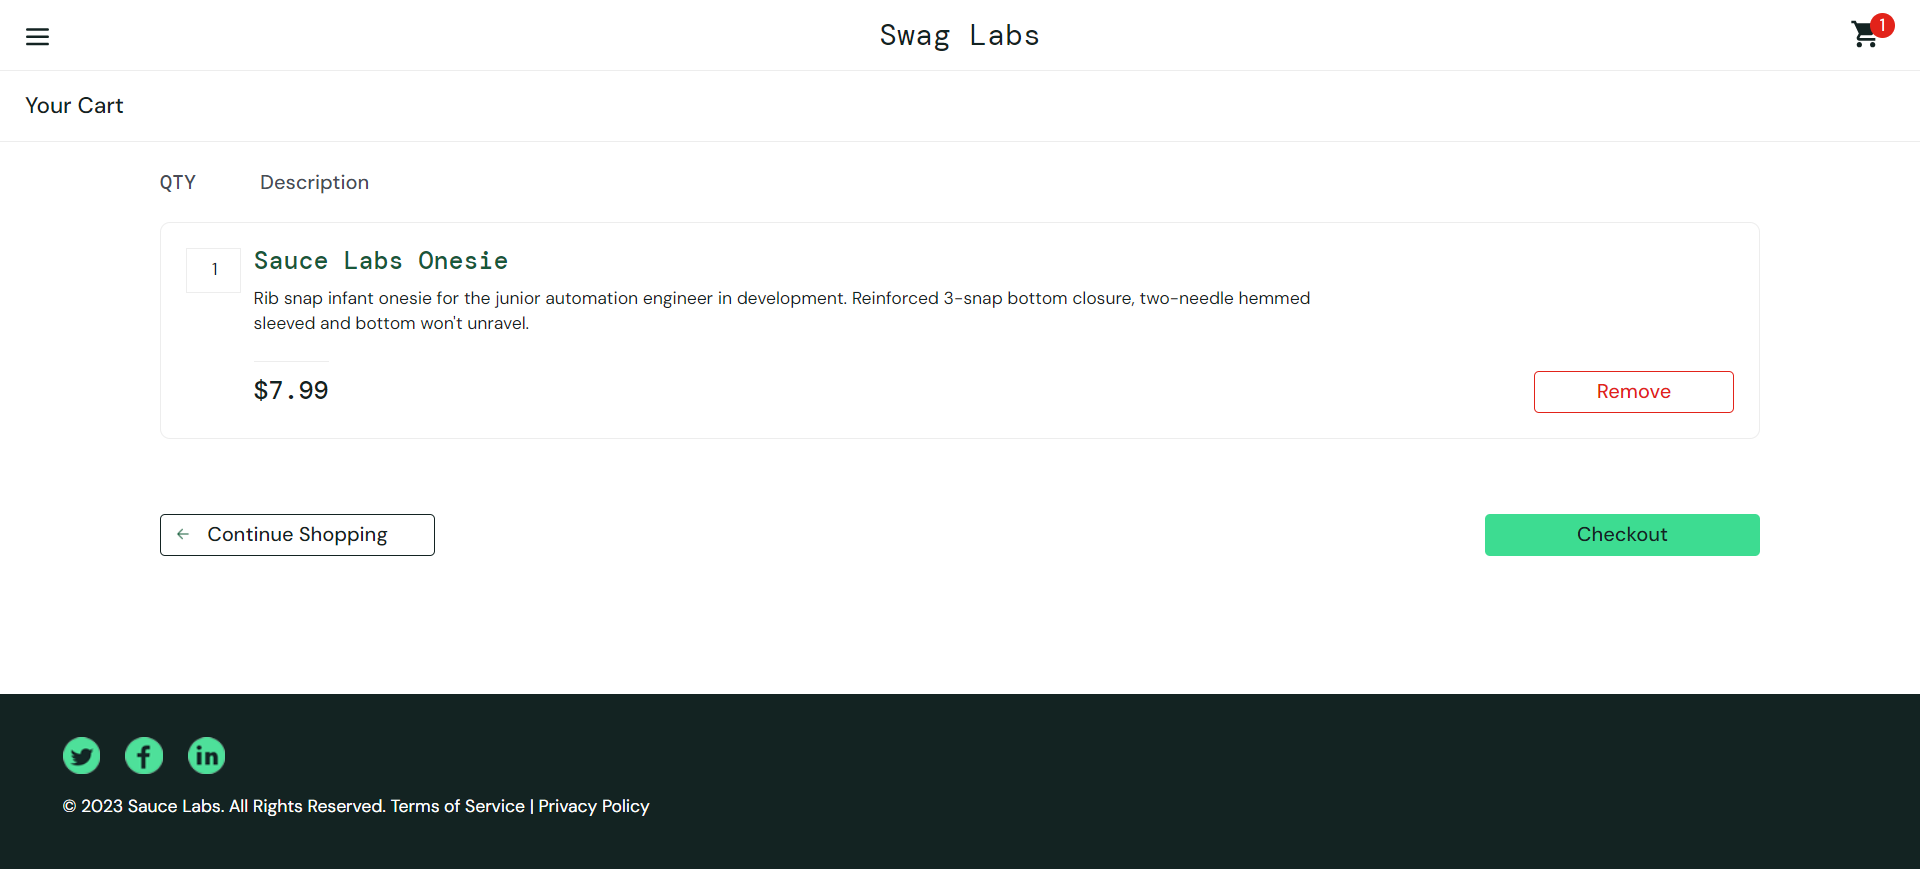 Swag Labs
1
Your Cart
QTY Description
1
Sauce Labs Onesie
Rib snap infant onesie for the junior automation engineer in development. Reinforced 3-snap bottom closure, two-needle hemmed
sleeved and bottom won't unravel.
$7.99
Remove
Continue Shopping
Checkout
© 2023 Sauce Labs. All Rights Reserved. Terms of Service | Privacy Policy